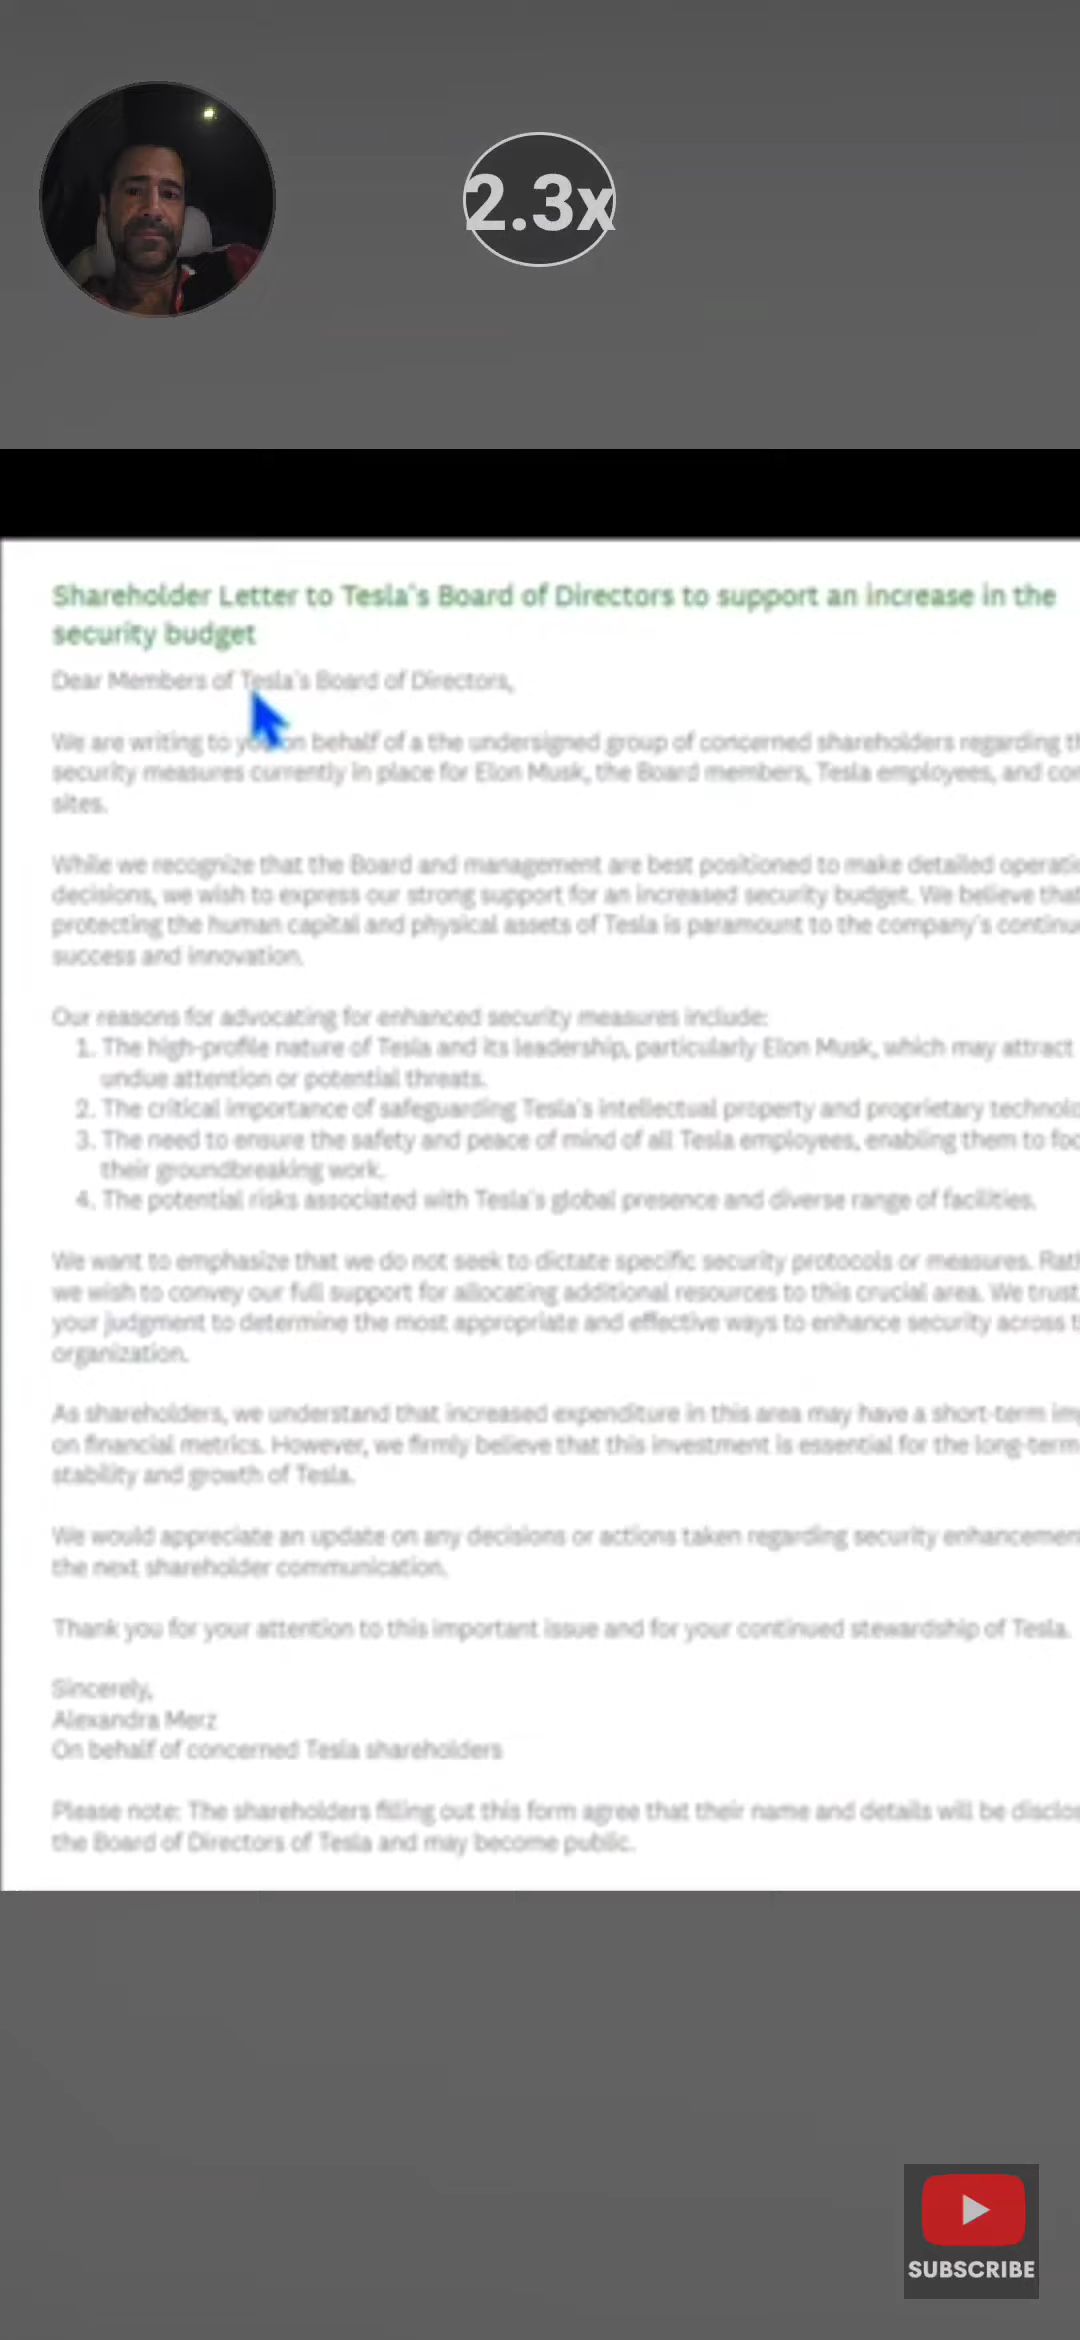 2.3x
Shareholder Letter to Tesla's Board of Directors to support an increase in the
security budget
Dear Members of Tesla's Board of Directors,
We are writing to you on behalf of a the undersigned group of concerned shareholders regarding th
security measures currently in place for Elon Musk, the Board members, Tesla employees, and cor
sites.
While we recognize that the Board and management are best positioned to make detailed operatio
decisions, we wish to express our strong support for an increased security budget. We believe that
protecting the human capital and physical assets of Tesla is paramount to the company's continue
success and innovation.
Our reasons for advocating for enhanced security measures include:
1. The high-profile nature of Tesla and its leadership, particularly Elon Musk, which may attract
undue attention or potential threats.
2. The critical importance of safeguarding Tesla's intellectual property and proprietary technolo
3. The need to ensure the safety and peace of mind of all Tesla employees, enabling them to foc
their groundbreaking work.
4. The potential risks associated with Tesla's global presence and diverse range of facilities.
We want to emphasize that we do not seek to dictate specific security protocols or measures. Rath
we wish to convey our full support for allocating additional resources to this crucial area. We trust
your judgment to determine the most appropriate and effective ways to enhance security across t
organization.
As shareholders, we understand that increased expenditure in this area may have a short-term imp
on financial metrics. However, we firmly believe that this investment is essential for the long-term
stability and growth of Tesla.
We would appreciate an update on any decisions or actions taken regarding security enhancemen
the next shareholder communication.
Thank you for your attention to this important issue and for your continued stewardship of Tesla.
Sincerely,
Alexandra Merz
On behalf of concerned Tesla shareholders
Please note: The shareholders filling out this form agree that their name and details will be disclos
the Board of Directors of Tesla and may become public.
SUBSCRIBE